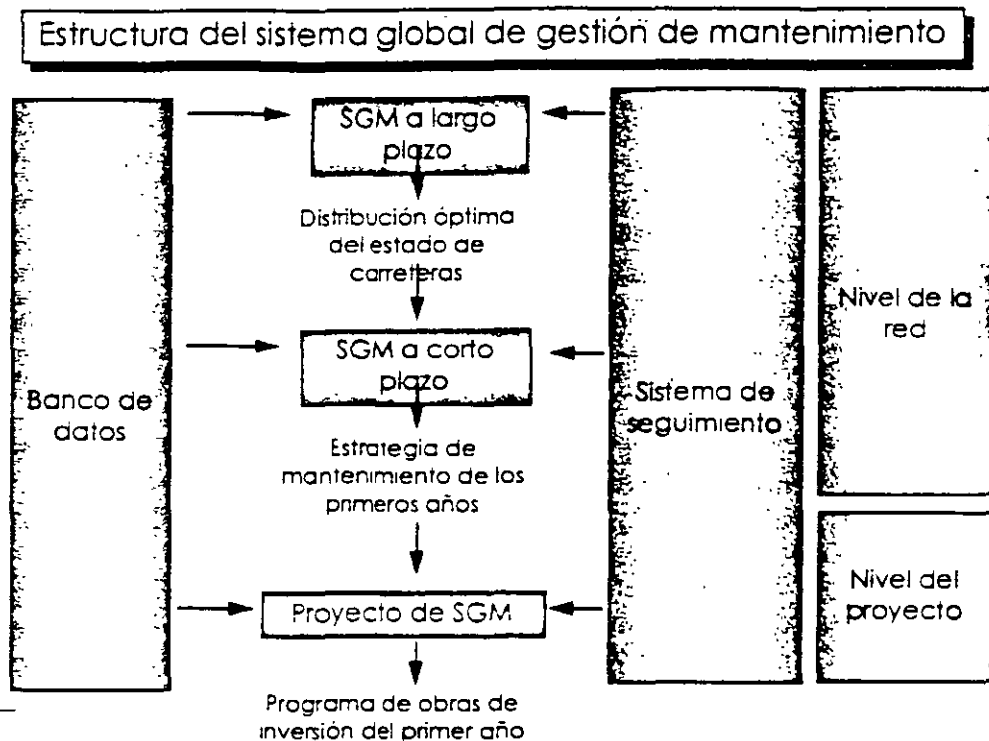 Estructura del sistema global de gestión de mantenimiento
SGM a largo
plazo
Distribución óptima
del estado de
carreteras
SGM a corto
plazo
Estrategia de
mantenimiento de los
primeros años
Proyecto de SGM
Programa de obras de
inversión del primer año
Banco de
datos
Sistema de
seguimiento
Nivel de la
red
Nivel del
proyecto